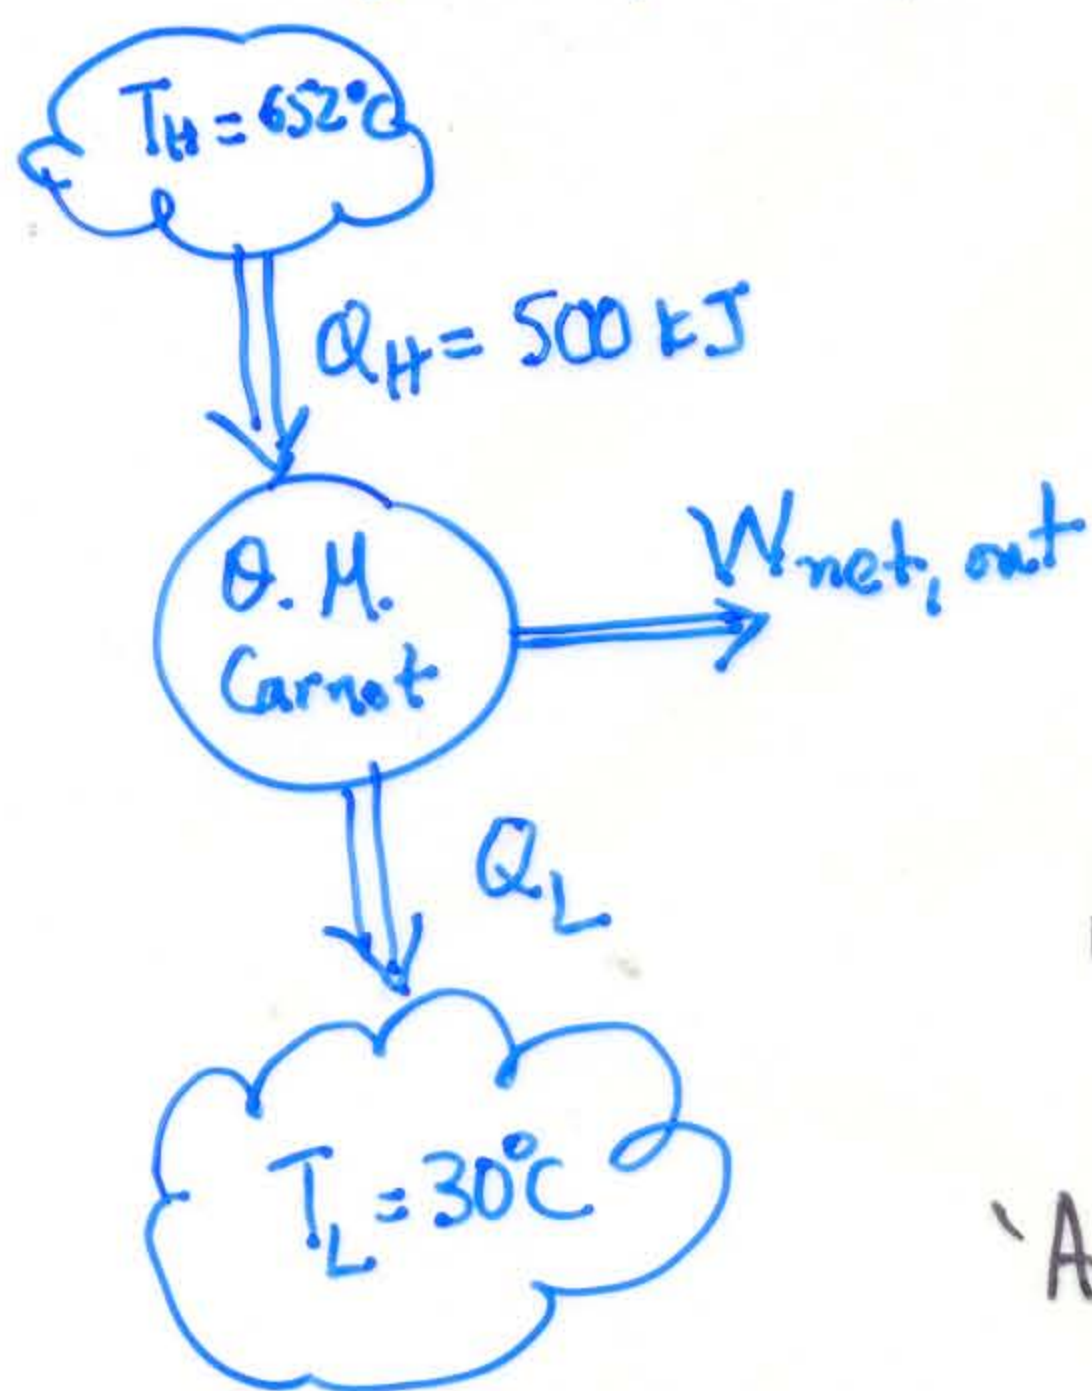 T_H = 652°C
Q_H = 500 kJ
Θ. Μ.
Carnot
W_net, out
Q_L
T_L = 30°C